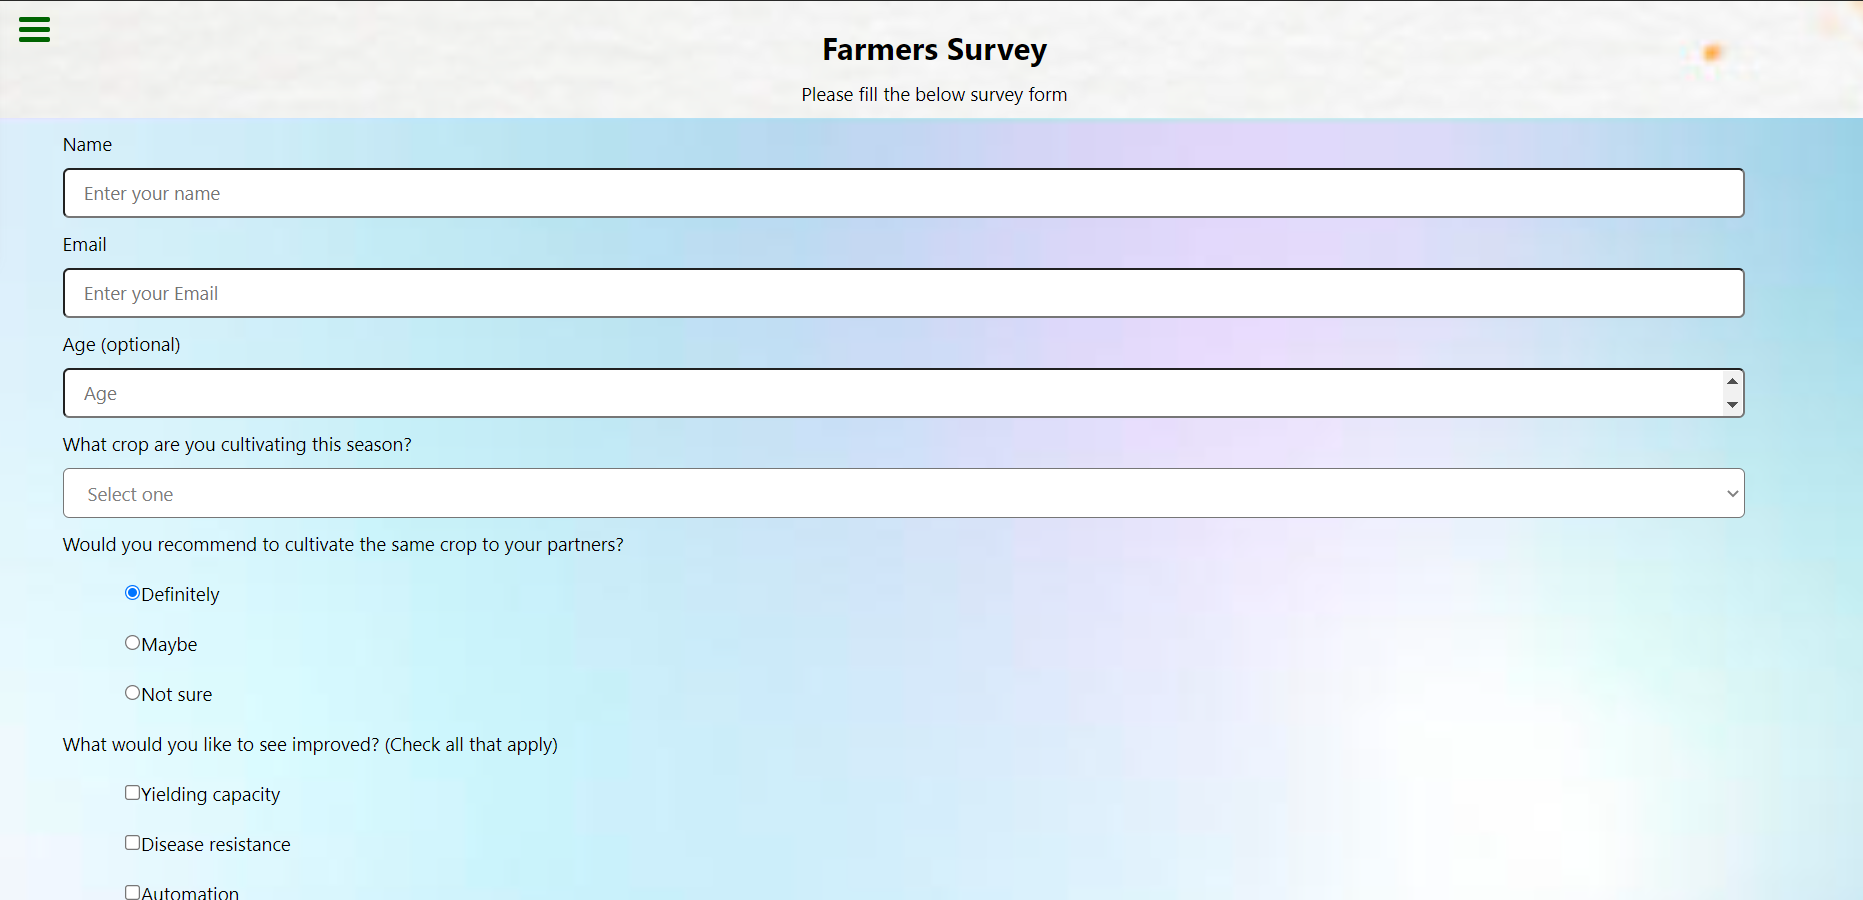 Farmers Survey
Please fill the below survey form
Name
Enter your name
Email
Enter your Email
Age (optional)
Age
What crop are you cultivating this season?
Select one
Would you recommend to cultivate the same crop to your partners?
Definitely
Maybe
Not sure
What would you like to see improved? (Check all that apply)
Yielding capacity
Disease resistance
Automation